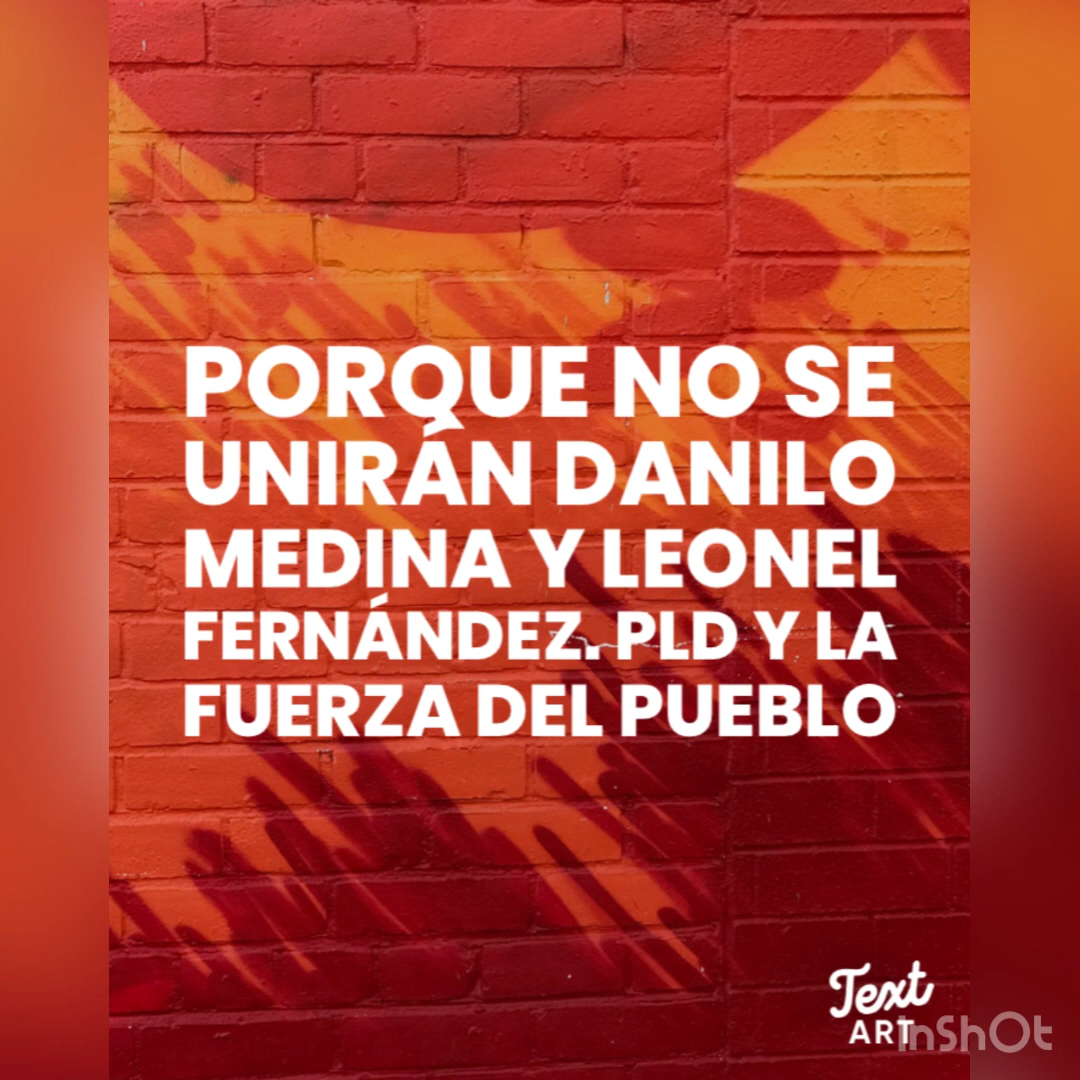 PORQUE NO SE
UNIRÁN DANILO
MEDINA Y LEONEL
FERNÁNDEZ. PLD Y LA
FUERZA DEL PUEBLO
Text
ART
InShOt